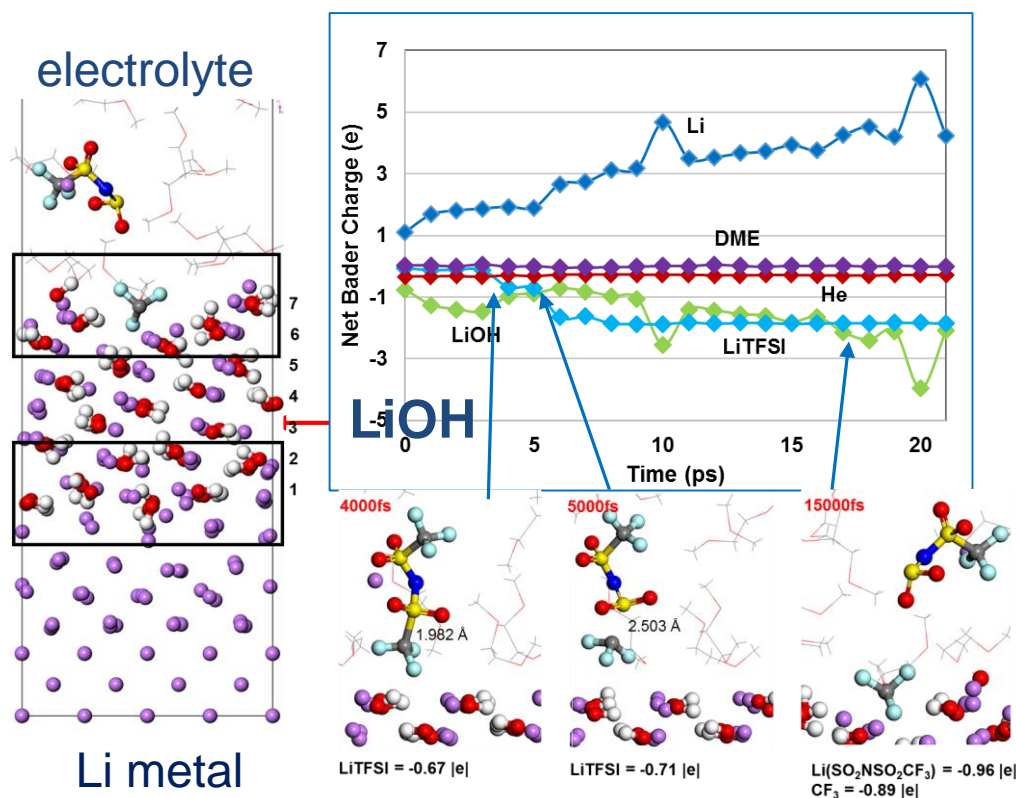 electrolyte
7
6
5
4
3
2
1
Li metal
Net Bader Charge (e)
7
5
3
1
-1
-3
-5
Li
DME
He
LiOH
LiTFSI
LiOH
0
5
10
15
20
Time (ps)
4000fs
1.982 Å
LiTFSI = -0.67 |e|
5000fs
2.503 Å
LiTFSI = -0.71 |e|
15000fs
Li(SO₂NSO₂CF₃) = -0.96 |e|
CF₃ = -0.89 |e|